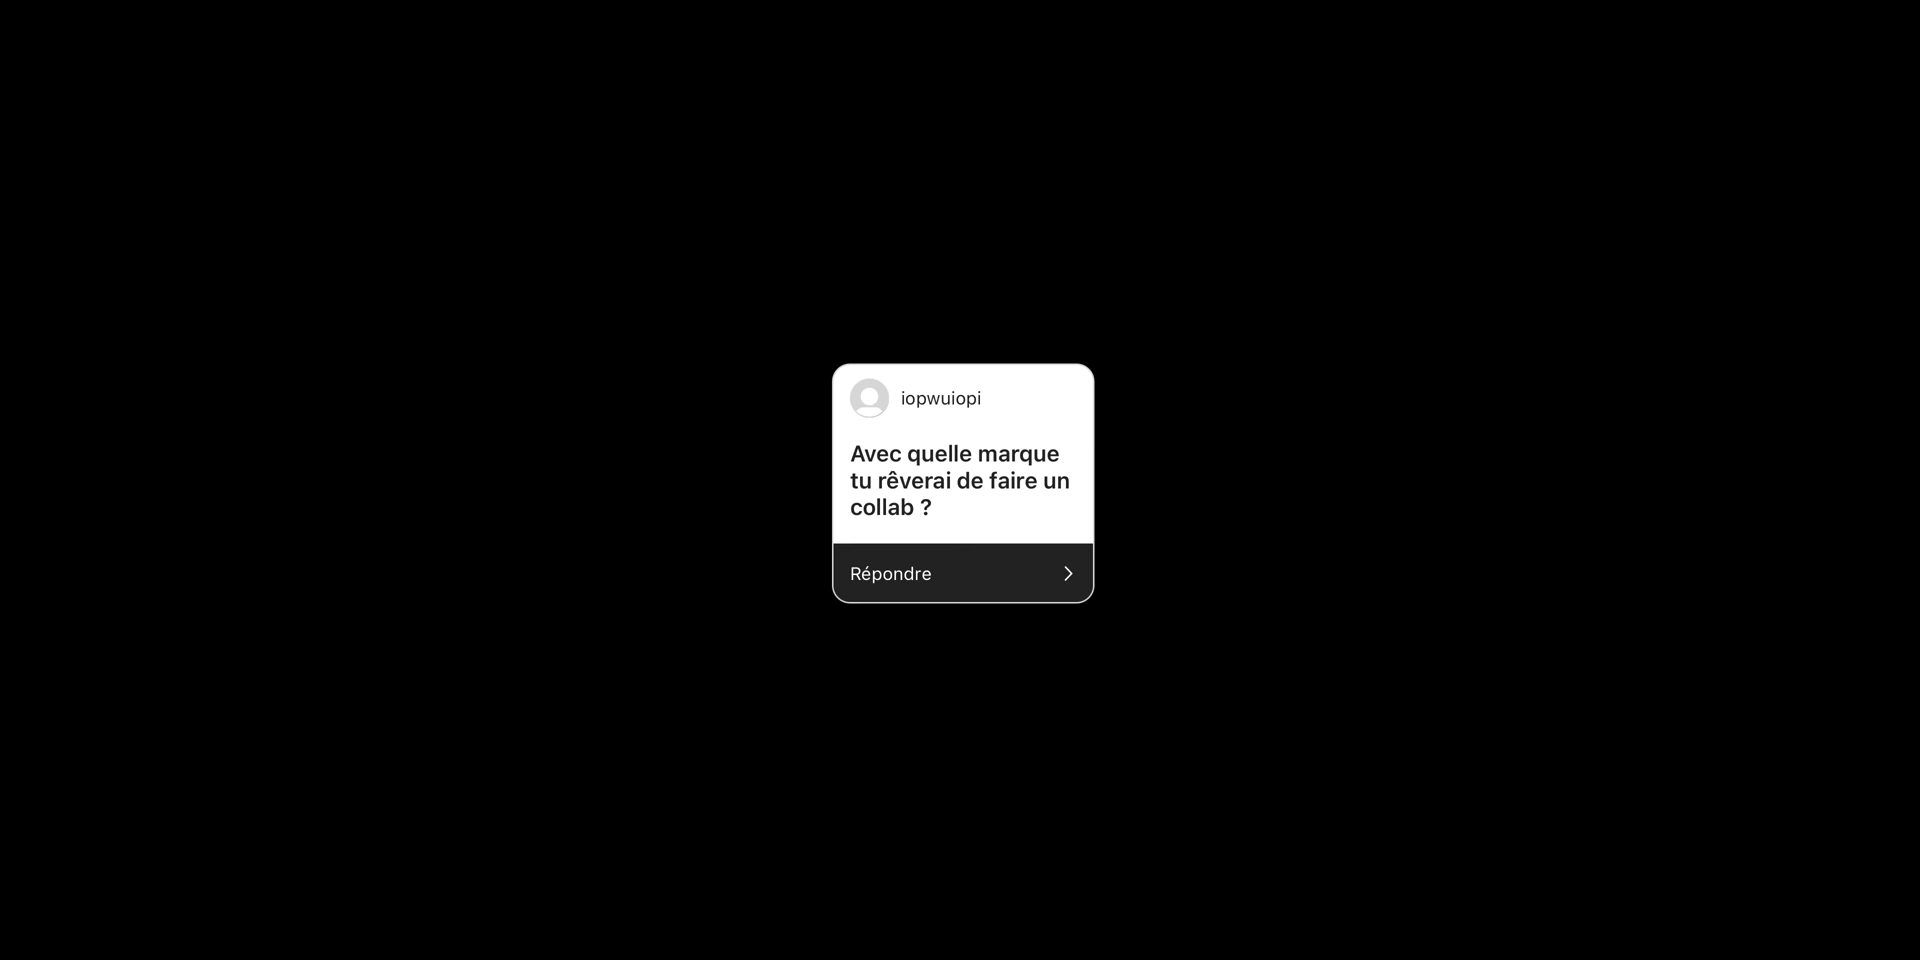 iopwuiopi
Avec quelle marque
tu rêverai de faire un
collab ?
Répondre